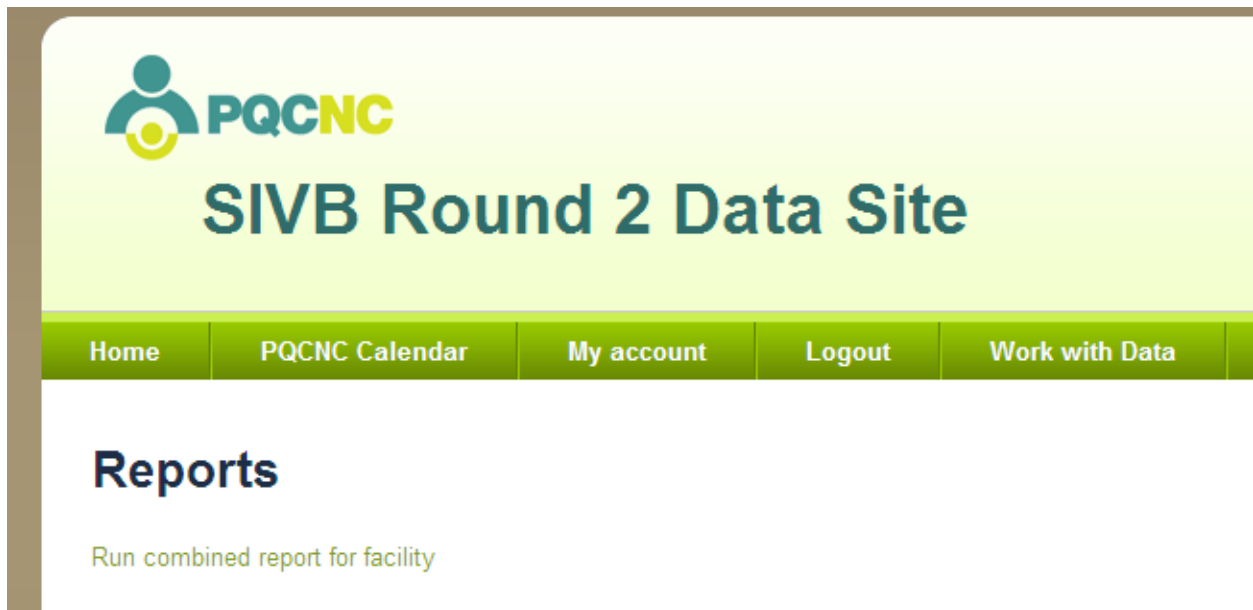 PQCNC
SIVB Round 2 Data Site
Home PQCNC Calendar My account Logout Work with Data
Reports
Run combined report for facility